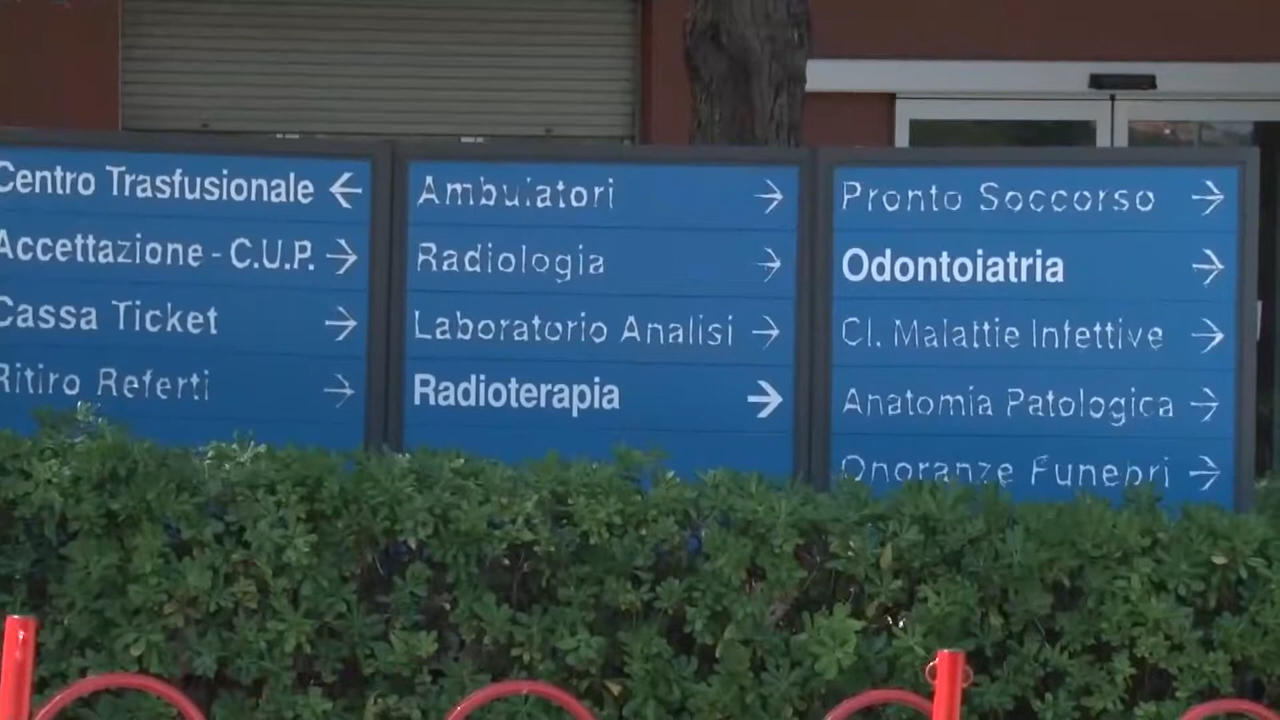 Centro Trasfusionale ←
Accettazione - C.U.P. →
Cassa Ticket →
Ritiro Referti →
Ambulatori →
Radiologia →
Laboratorio Analisi →
Radioterapia →
Pronto Soccorso →
Odontoiatria →
Cl. Malattie Infettive →
Anatomia Patologica →
Onoranze Funebri →